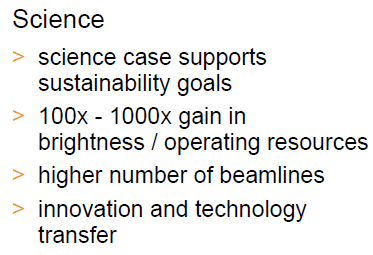 Science
> science case supports
sustainability goals
> 100x - 1000x gain in
brightness / operating resources
> higher number of beamlines
> innovation and technology
transfer